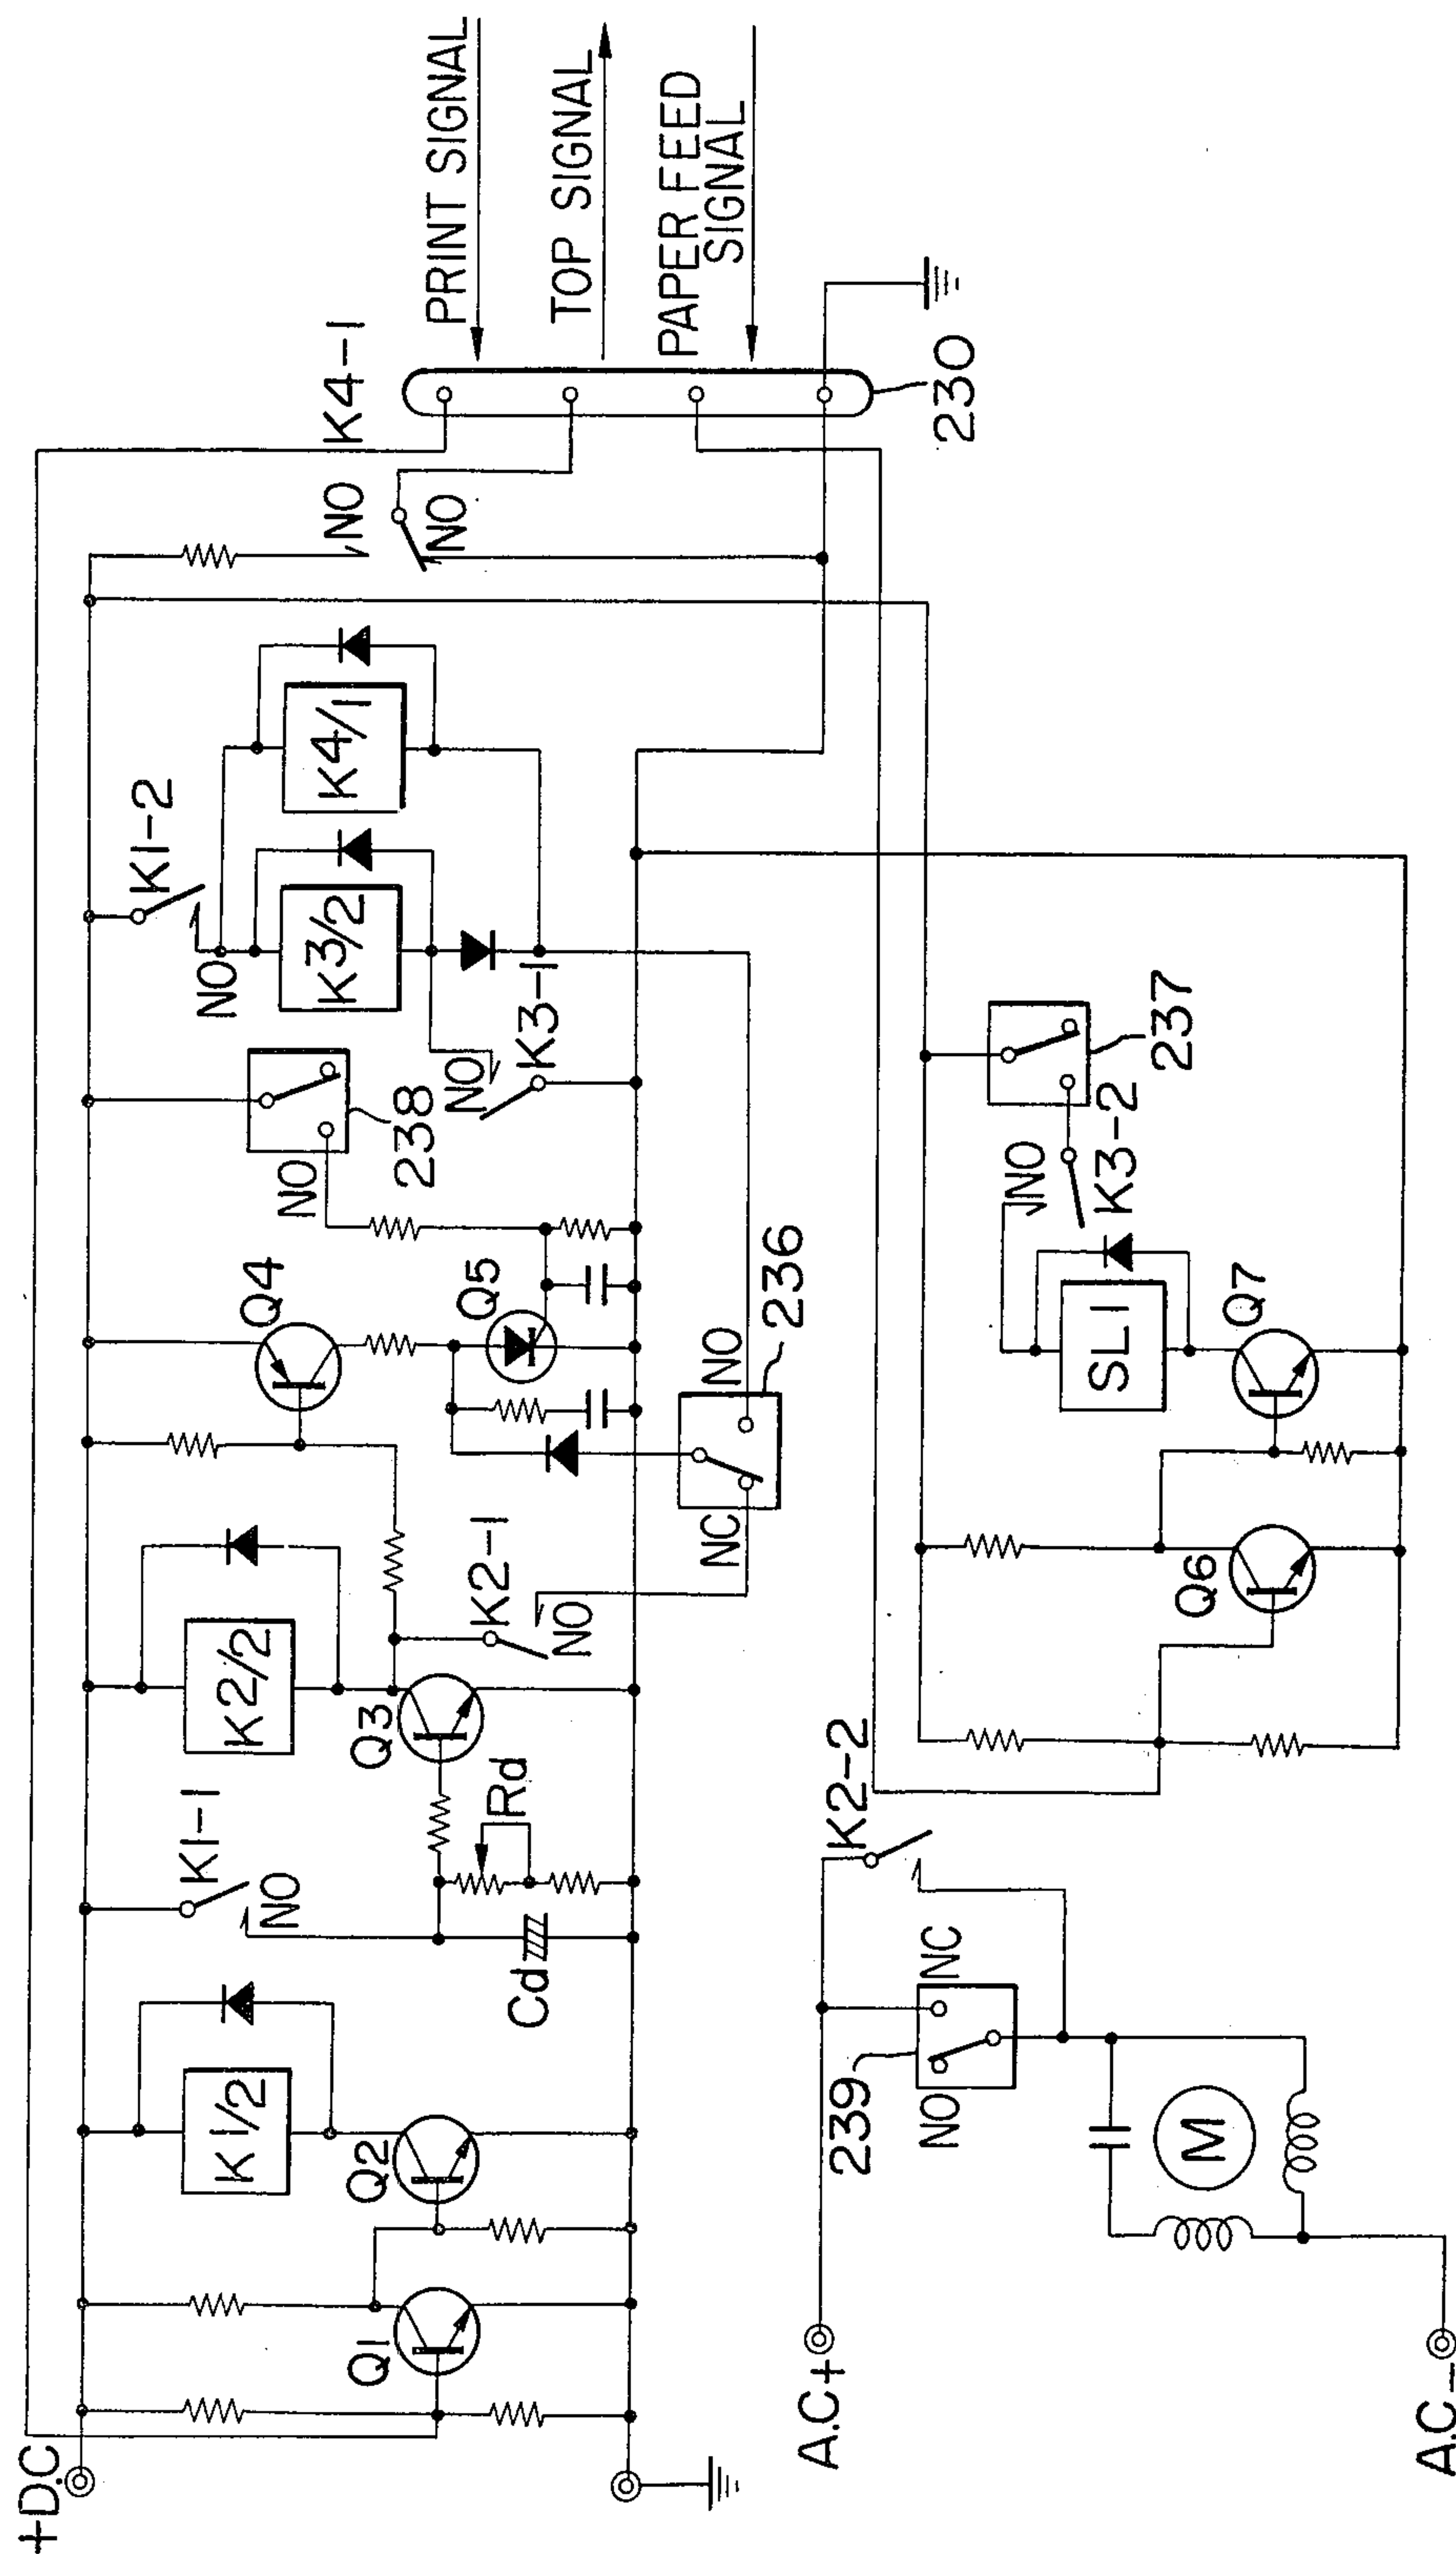 +D.C
K1/2
K1-1
NO
K2/2
Q4
NO
238
K1-2
NO
K3/2
K4/1
NO
K4-1
NO
PRINT SIGNAL
TOP SIGNAL
PAPER FEED
SIGNAL
230
Q1
Q2
Cd
Rd
Q3
K2-1
NO
Q5
NO
K3-1
NC
NO
236
A.C+
239
NO
NC
K2-2
M
A.C-
Q6
Q7
SL1
NO
K3-2
237